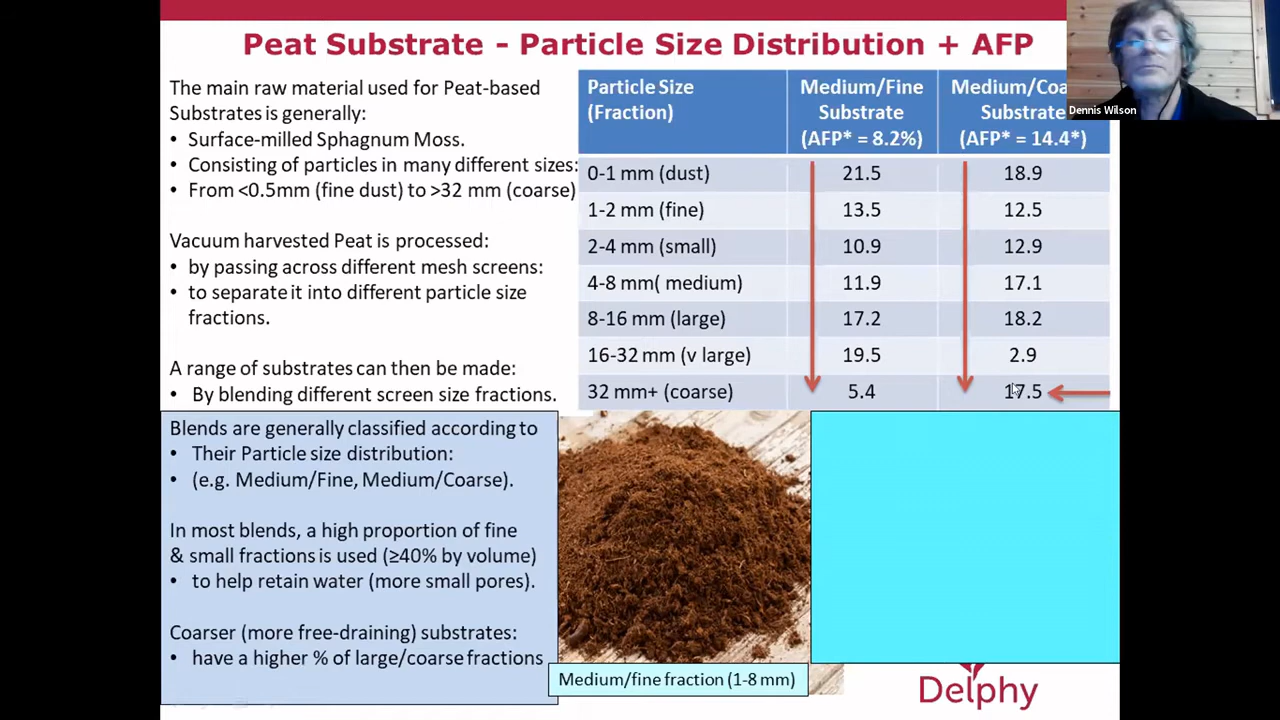 Peat Substrate - Particle Size Distribution + AFP
Dennis Wilson
The main raw material used for Peat-based
Substrates is generally:
• Surface-milled Sphagnum Moss.
• Consisting of particles in many different sizes:
• From <0.5mm (fine dust) to >32 mm (coarse)
Vacuum harvested Peat is processed:
• by passing across different mesh screens:
• to separate it into different particle size
fractions.
A range of substrates can then be made:
• By blending different screen size fractions.
Particle Size (Fraction) Medium/Fine Substrate (AFP* = 8.2%) Medium/Coa Substrate (AFP* = 14.4*)
0-1 mm (dust) 21.5 18.9
1-2 mm (fine) 13.5 12.5
2-4 mm (small) 10.9 12.9
4-8 mm( medium) 11.9 17.1
8-16 mm (large) 17.2 18.2
16-32 mm (v large) 19.5 2.9
32 mm+ (coarse) 5.4 17.5
Blends are generally classified according to
• Their Particle size distribution:
• (e.g. Medium/Fine, Medium/Coarse).
In most blends, a high proportion of fine
& small fractions is used (≥40% by volume)
• to help retain water (more small pores).
Coarser (more free-draining) substrates:
• have a higher % of large/coarse fractions
Medium/fine fraction (1-8 mm)
Delphy